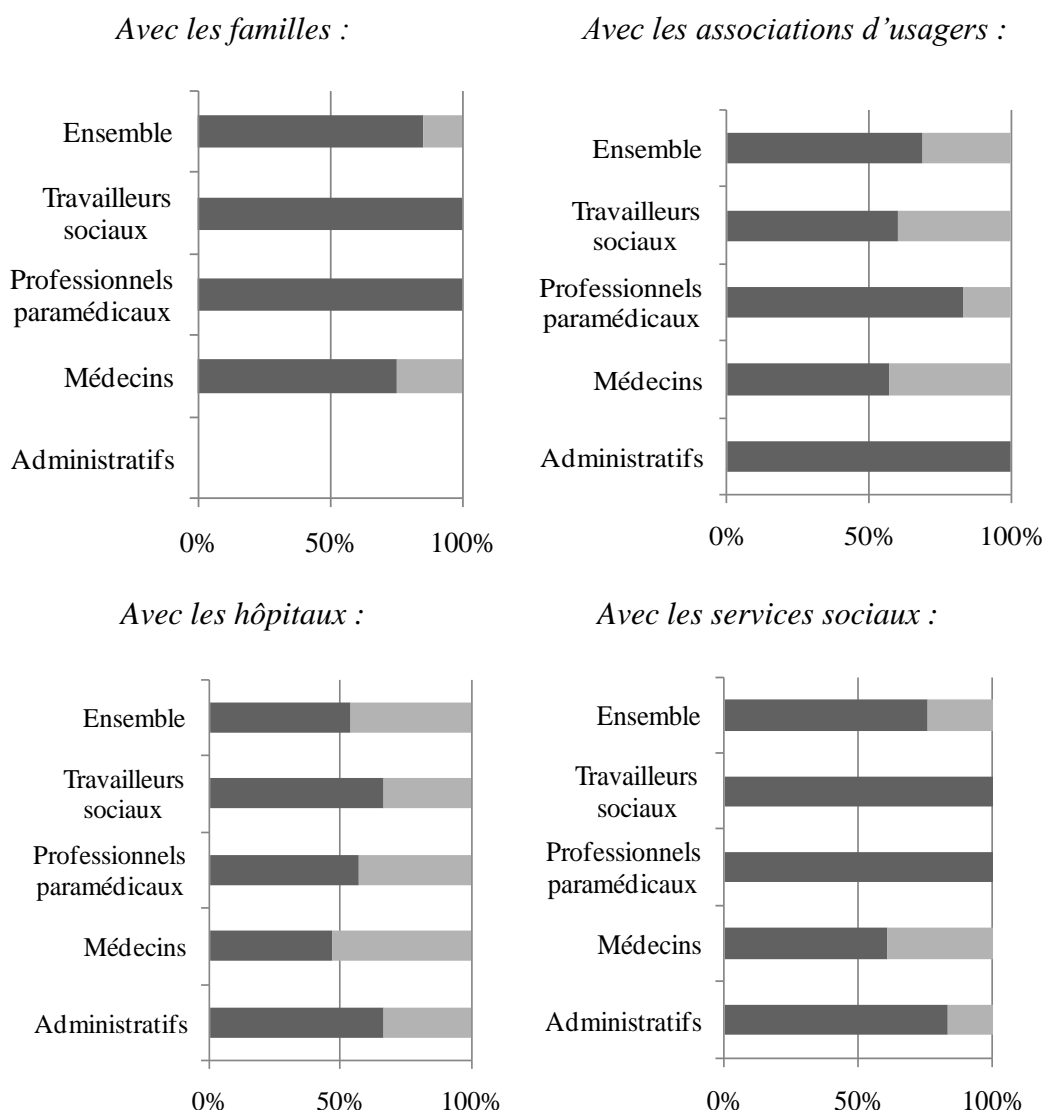 Avec les familles :
Ensemble
Travailleurs
sociaux
Professionnels
paramédicaux
Médecins
Administratifs
0% 50% 100%
Avec les associations d’usagers :
Ensemble
Travailleurs
sociaux
Professionnels
paramédicaux
Médecins
Administratifs
0% 50% 100%
Avec les hôpitaux :
Ensemble
Travailleurs
sociaux
Professionnels
paramédicaux
Médecins
Administratifs
0% 50% 100%
Avec les services sociaux :
Ensemble
Travailleurs
sociaux
Professionnels
paramédicaux
Médecins
Administratifs
0% 50% 100%